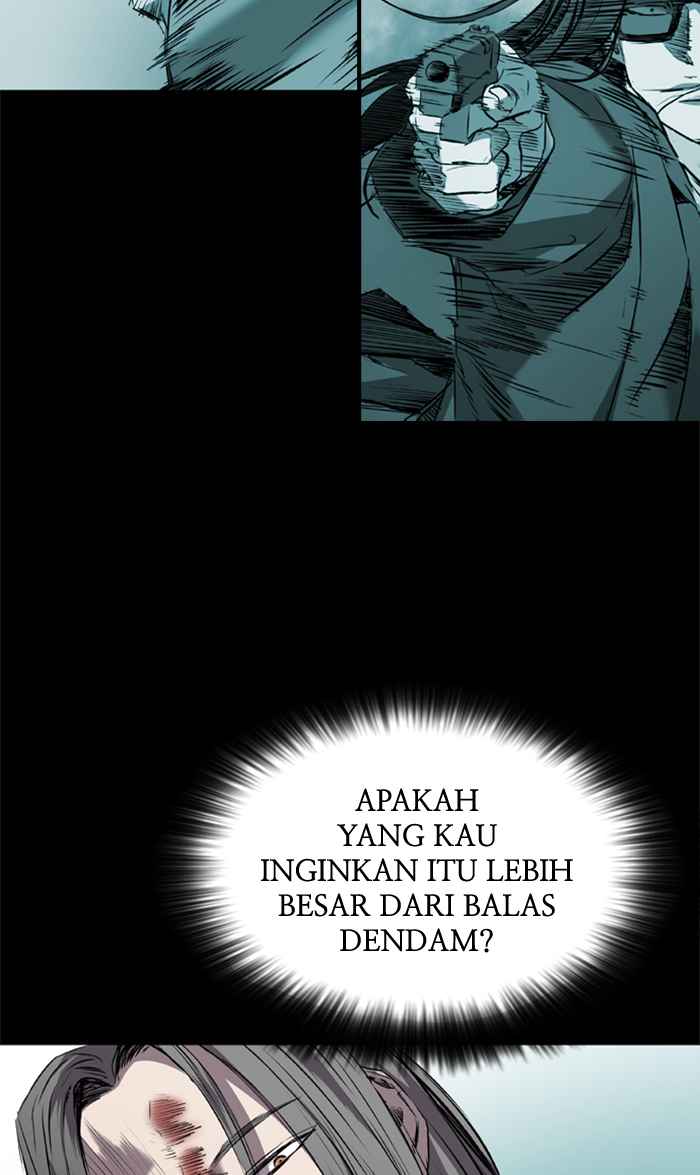 APAKAH
YANG KAU
INGINKAN ITU LEBIH
BESAR DARI BALAS
DENDAM?